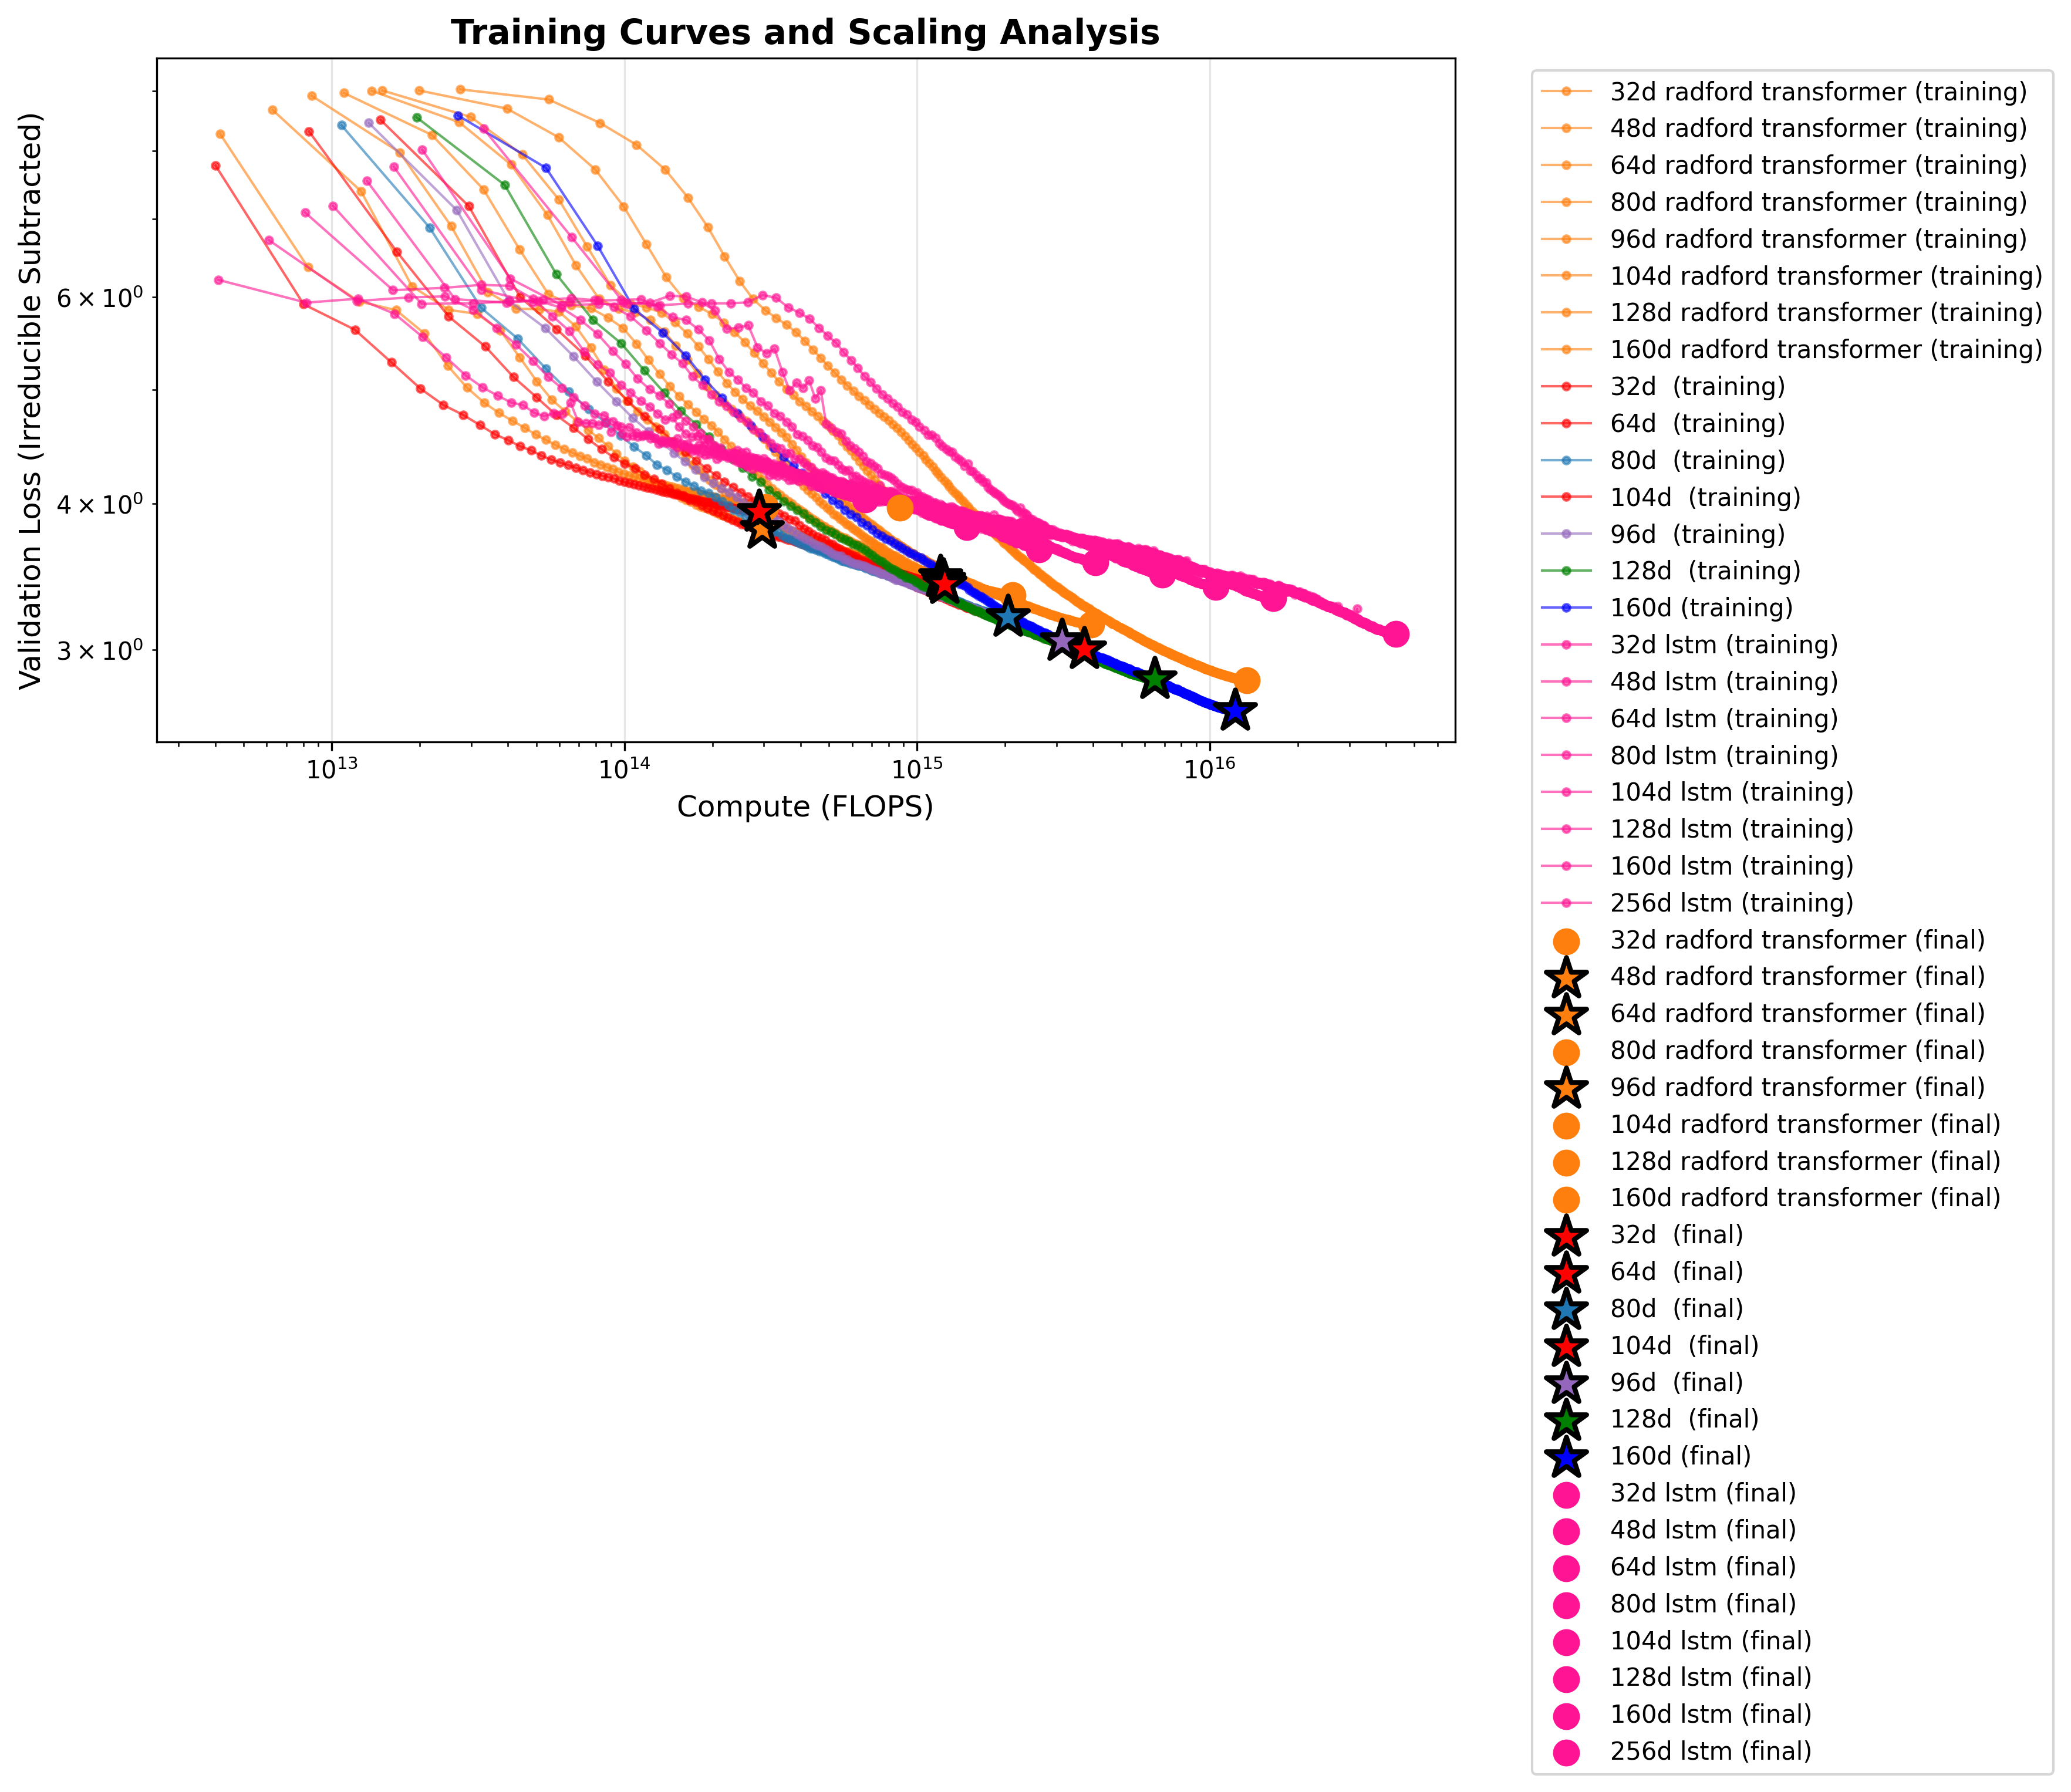 Training Curves and Scaling Analysis
Validation Loss (Irreducible Subtracted)
6 × 10⁰
4 × 10⁰
3 × 10⁰
10¹³
10¹⁴
10¹⁵
10¹⁶
Compute (FLOPS)
32d radford transformer (training)
48d radford transformer (training)
64d radford transformer (training)
80d radford transformer (training)
96d radford transformer (training)
104d radford transformer (training)
128d radford transformer (training)
160d radford transformer (training)
32d  (training)
64d  (training)
80d  (training)
104d  (training)
96d  (training)
128d  (training)
160d (training)
32d lstm (training)
48d lstm (training)
64d lstm (training)
80d lstm (training)
104d lstm (training)
128d lstm (training)
160d lstm (training)
256d lstm (training)
32d radford transformer (final)
48d radford transformer (final)
64d radford transformer (final)
80d radford transformer (final)
96d radford transformer (final)
104d radford transformer (final)
128d radford transformer (final)
160d radford transformer (final)
32d  (final)
64d  (final)
80d  (final)
104d  (final)
96d  (final)
128d  (final)
160d (final)
32d lstm (final)
48d lstm (final)
64d lstm (final)
80d lstm (final)
104d lstm (final)
128d lstm (final)
160d lstm (final)
256d lstm (final)